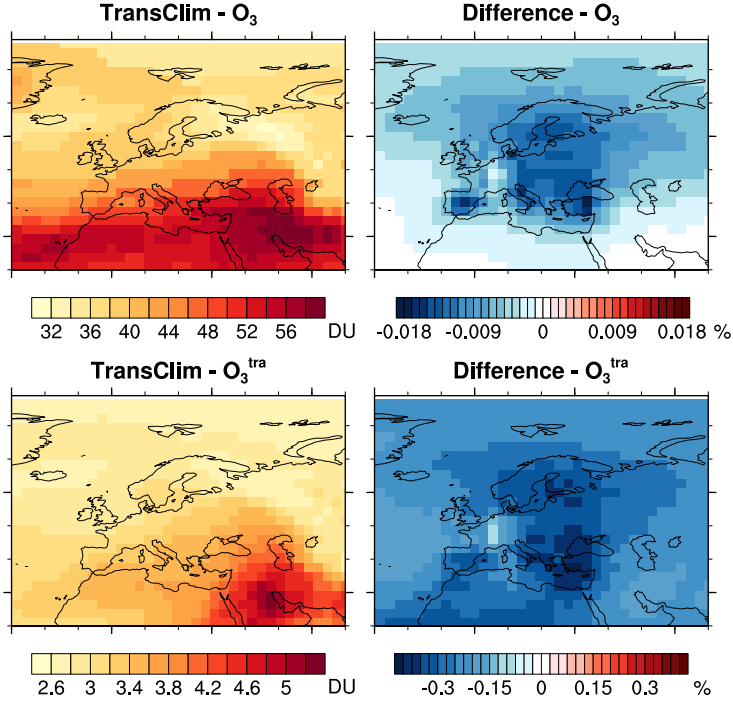 TransClim - O₃
Difference - O₃
32 36 40 44 48 52 56 DU
-0.018 -0.009 0 0.009 0.018 %
TransClim - O₃ᵗʳᵃ
Difference - O₃ᵗʳᵃ
2.6 3 3.4 3.8 4.2 4.6 5 DU
-0.3 -0.15 0 0.15 0.3 %